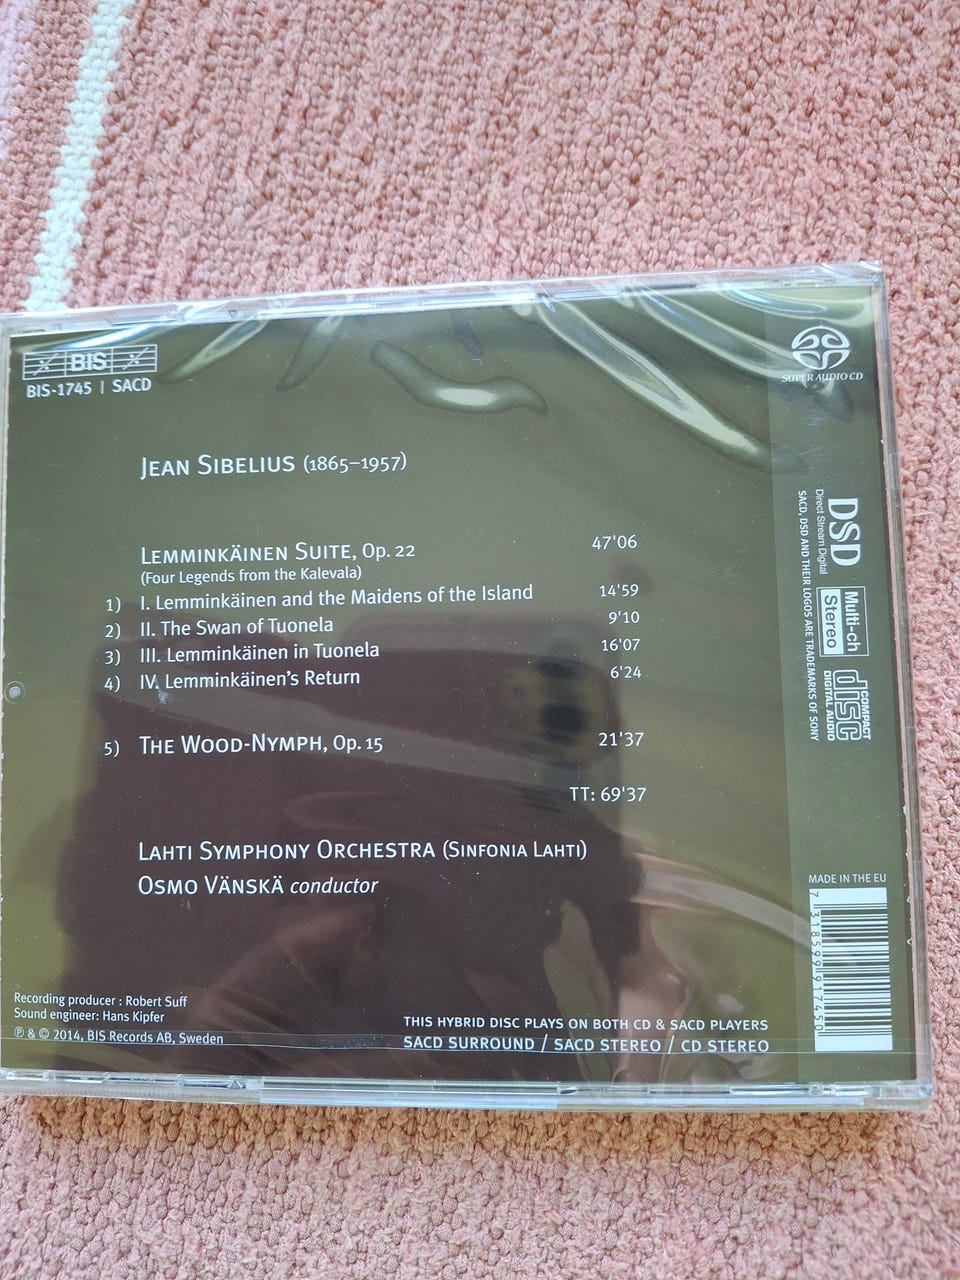 BIS
BIS-1745 | SACD
SUPER AUDIO CD
JEAN SIBELIUS (1865–1957)
LEMMINKÄINEN SUITE, OP. 22 47'06
(Four Legends from the Kalevala)
1) I. Lemminkäinen and the Maidens of the Island 14'59
2) II. The Swan of Tuonela 9'10
3) III. Lemminkäinen in Tuonela 16'07
4) IV. Lemminkäinen's Return 6'24
5) THE WOOD-NYMPH, OP. 15 21'37
TT: 69'37
LAHTI SYMPHONY ORCHESTRA (SINFONIA LAHTI)
OSMO VÄNSKÄ conductor
Recording producer : Robert Suff
Sound engineer: Hans Kipfer
℗ & © 2014, BIS Records AB, Sweden
THIS HYBRID DISC PLAYS ON BOTH CD & SACD PLAYERS
SACD SURROUND / SACD STEREO / CD STEREO
DSD
Direct Stream Digital
SACD, DSD AND THEIR LOGOS ARE TRADEMARKS OF SONY
Multi-ch
Stereo
COMPACT
disc
DIGITAL AUDIO
MADE IN THE EU
7 318599 917450